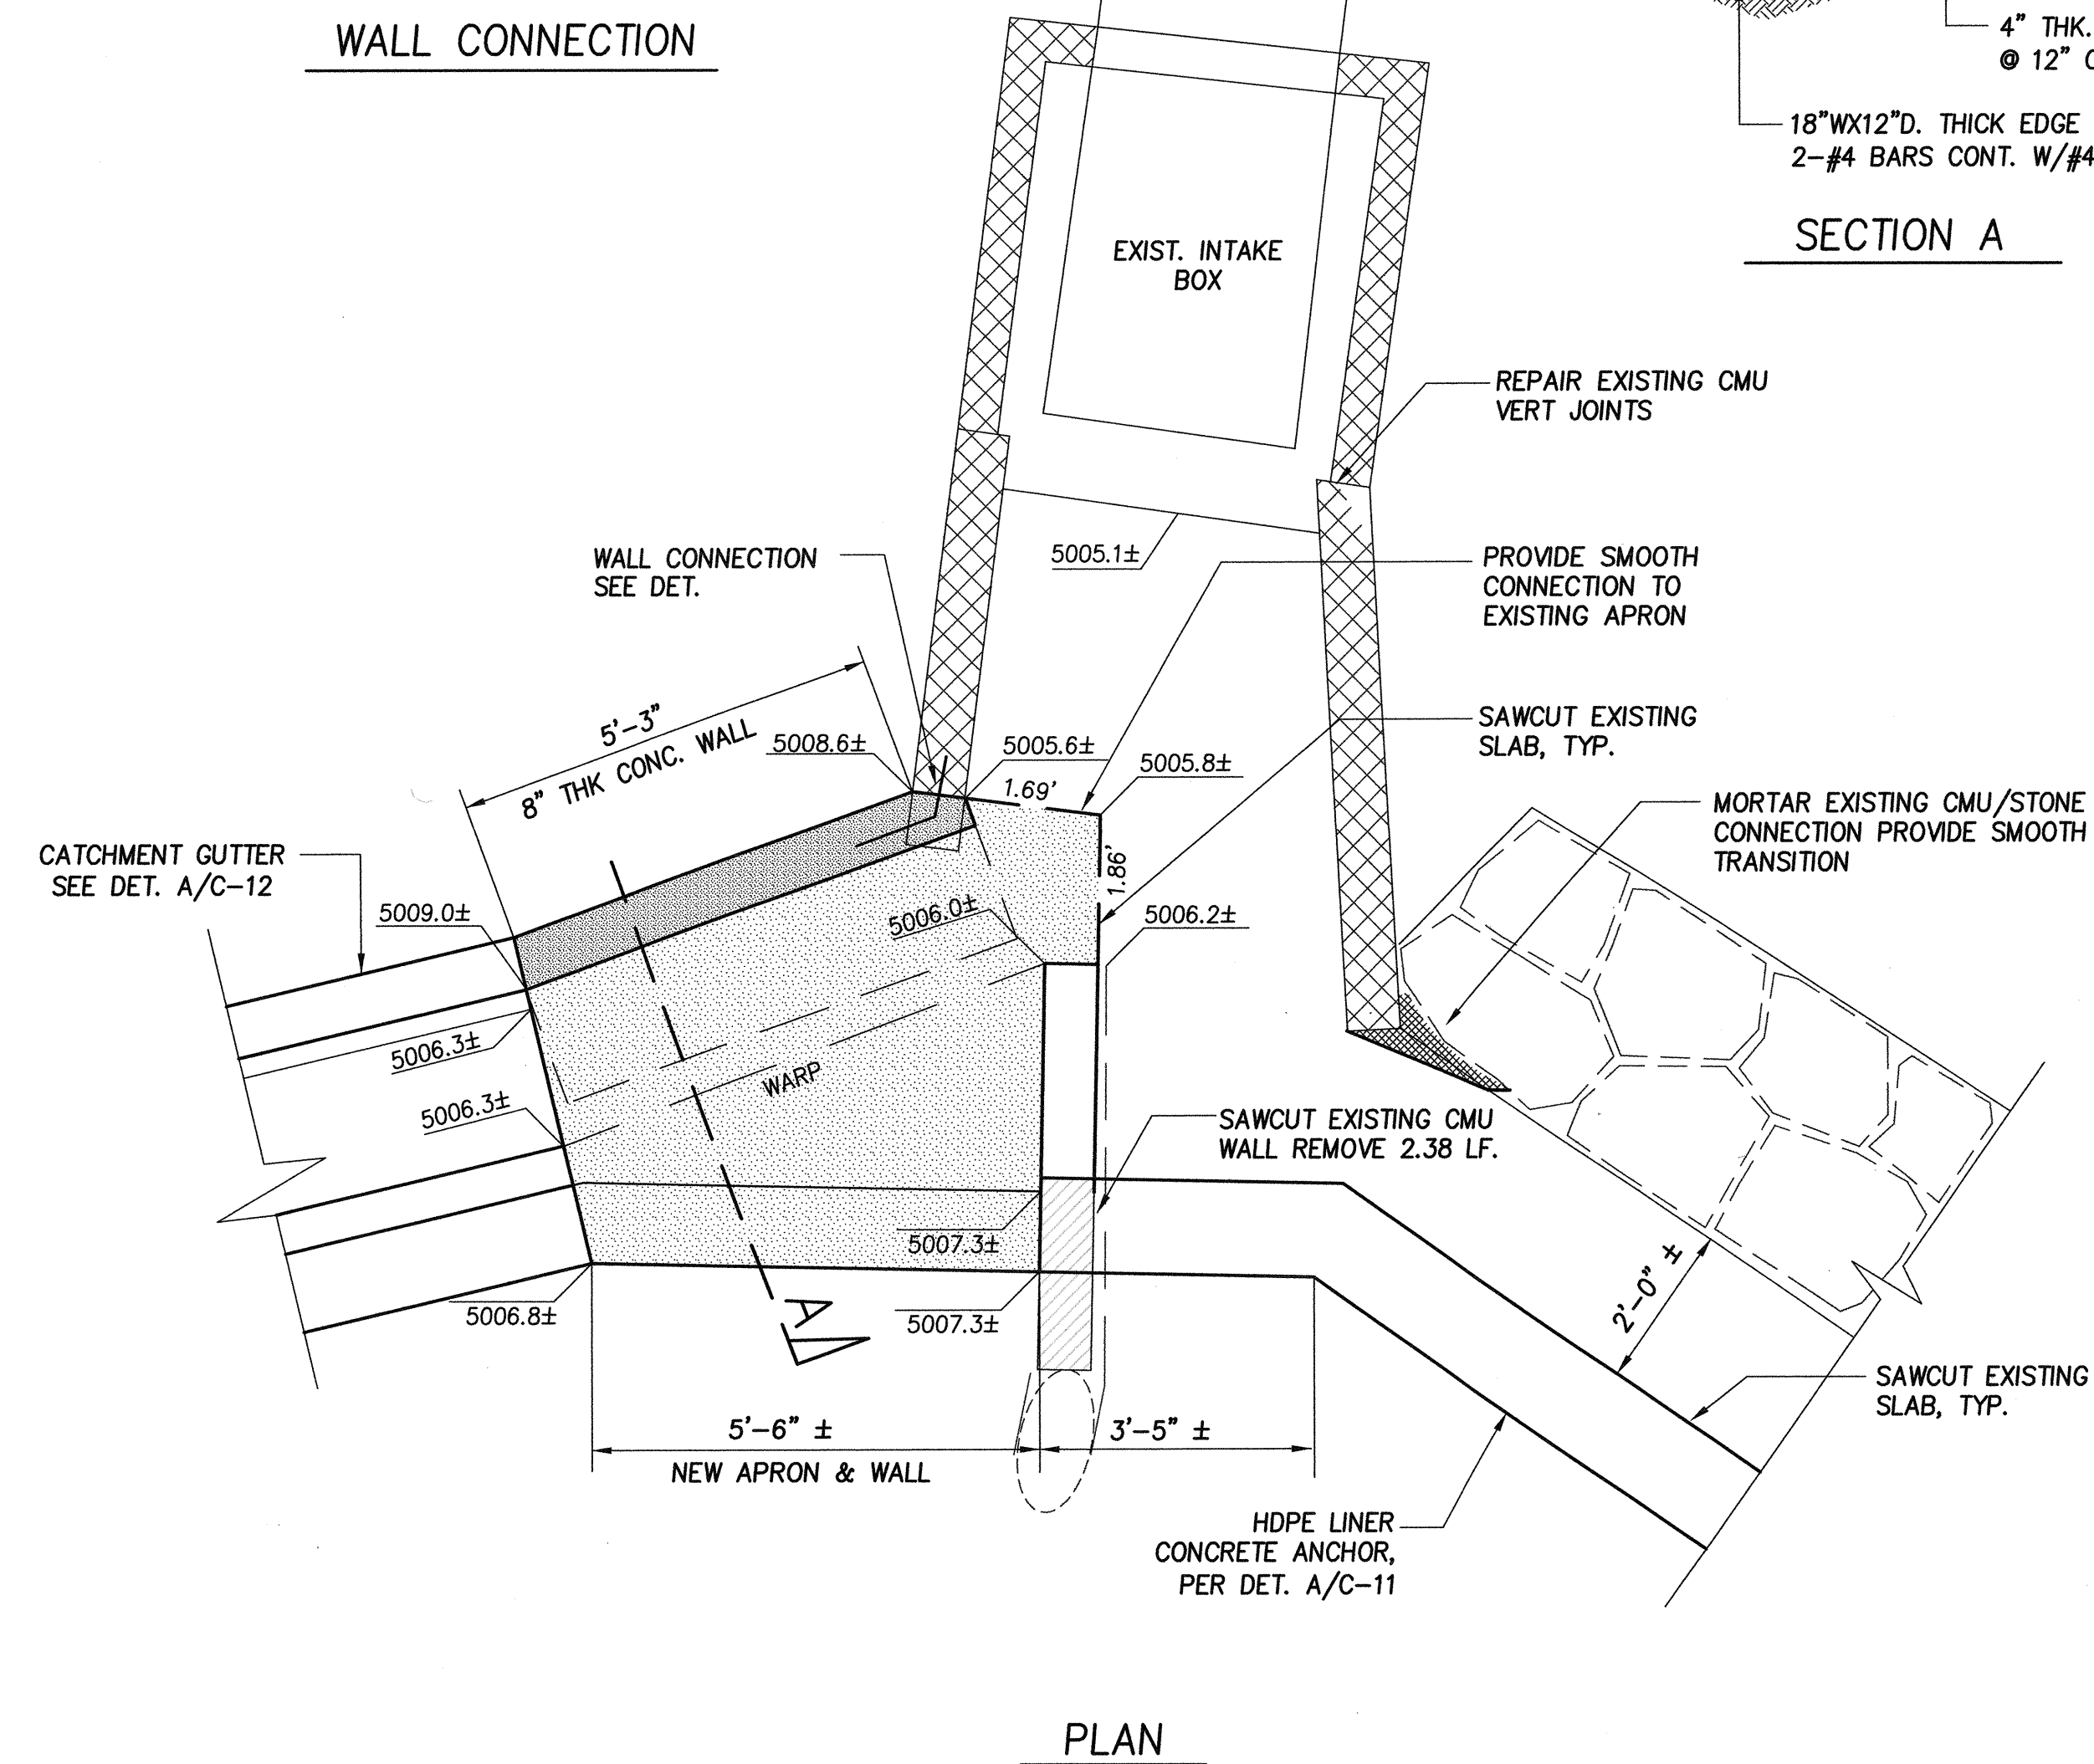 WALL CONNECTION
4" THK.
@ 12"
18"WX12"D. THICK EDGE
2-#4 BARS CONT. W/#4
SECTION A
EXIST. INTAKE
BOX
REPAIR EXISTING CMU
VERT JOINTS
WALL CONNECTION
SEE DET.
5005.1±
PROVIDE SMOOTH
CONNECTION TO
EXISTING APRON
5'-3"
8" THK CONC. WALL
5008.6±
5005.6±
5005.8±
1.69'
1.86'
SAWCUT EXISTING
SLAB, TYP.
MORTAR EXISTING CMU/STONE
CONNECTION PROVIDE SMOOTH
TRANSITION
CATCHMENT GUTTER
SEE DET. A/C-12
5009.0±
5006.0±
5006.2±
5006.3±
5006.3±
WARP
SAWCUT EXISTING CMU
WALL REMOVE 2.38 LF.
5007.3±
5006.8±
5007.3±
A
2'-0" ±
SAWCUT EXISTING
SLAB, TYP.
5'-6" ±
NEW APRON & WALL
3'-5" ±
HDPE LINER
CONCRETE ANCHOR,
PER DET. A/C-11
PLAN